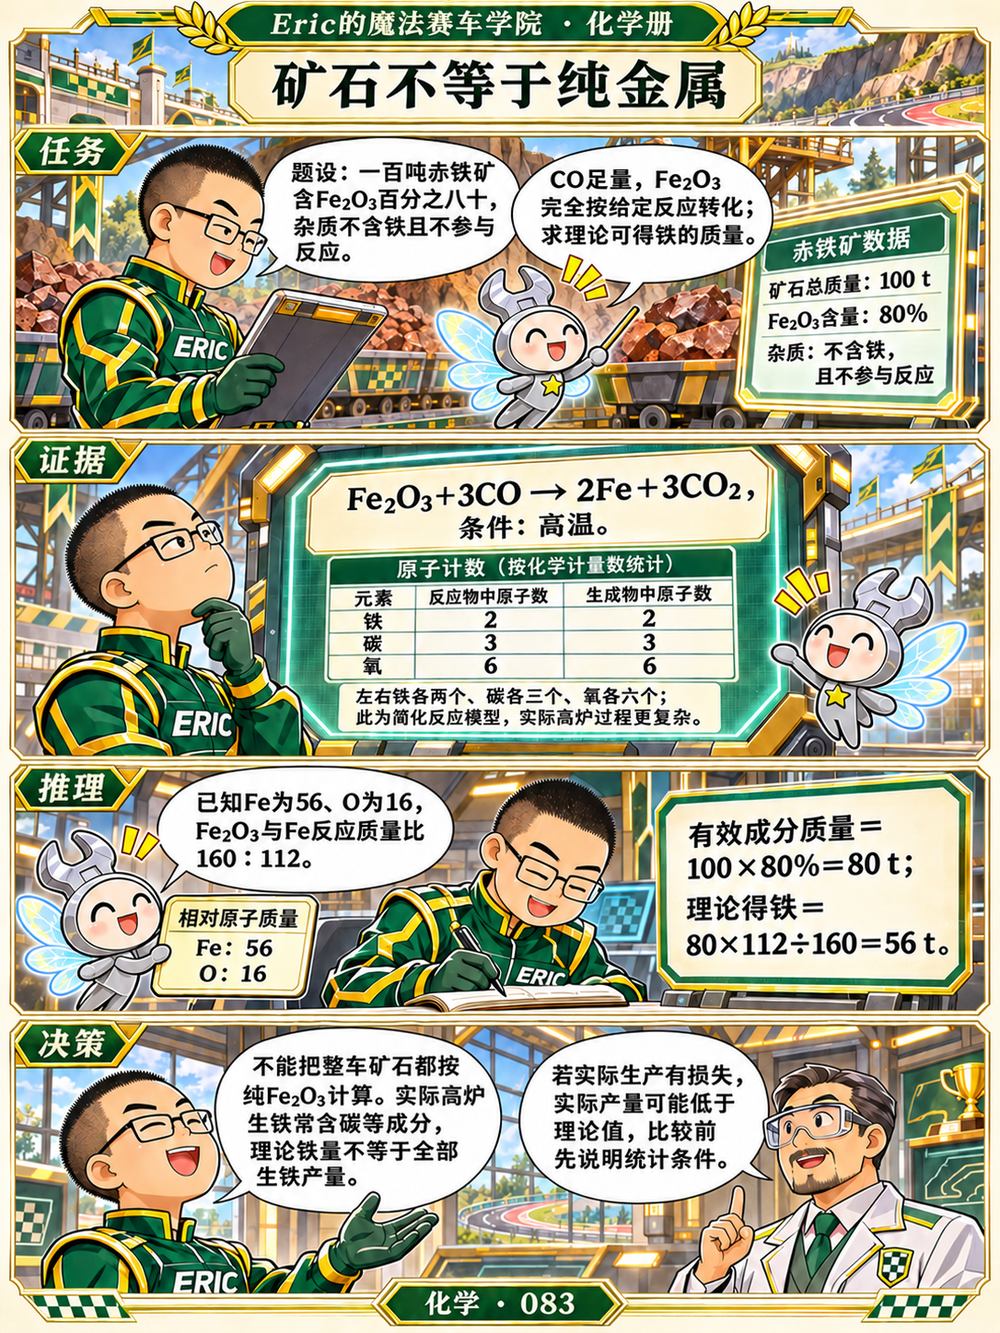 Eric的魔法赛车学院 · 化学册
矿石不等于纯金属
任务
题设：一百吨赤铁矿
含Fe₂O₃百分之八十，
杂质不含铁且不参与
反应。
CO足量，Fe₂O₃
完全按给定反应转化；
求理论可得铁的质量。
赤铁矿数据
矿石总质量：100 t
Fe₂O₃含量：80%
杂质：不含铁，
且不参与反应
ERIC
证据
Fe₂O₃+3CO → 2Fe+3CO₂，
条件：高温。
原子计数（按化学计量数统计）
元素 反应物中原子数 生成物中原子数
铁 2 2
碳 3 3
氧 6 6
左右铁各两个、碳各三个、氧各六个；
此为简化反应模型，实际高炉过程更复杂。
ERIC
推理
已知Fe为56、O为16，
Fe₂O₃与Fe反应质量比
160：112。
相对原子质量
Fe：56
O：16
ERIC
有效成分质量＝
100×80%＝80 t；
理论得铁＝
80×112÷160＝56 t。
决策
不能把整车矿石都按
纯Fe₂O₃计算。实际高炉
生铁常含碳等成分，
理论铁量不等于全部
生铁产量。
若实际生产有损失，
实际产量可能低于
理论值，比较前
先说明统计条件。
ERIC
化学 · 083